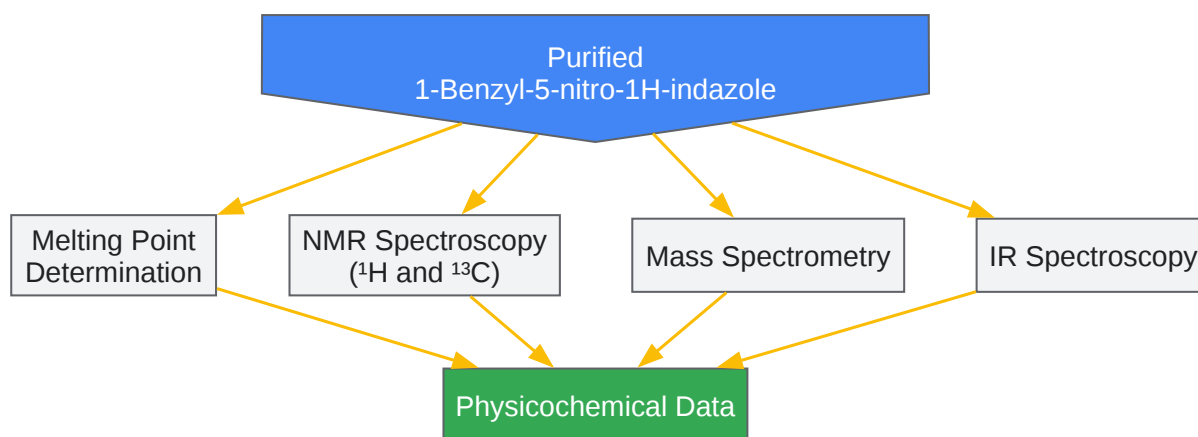 Purified
1-Benzyl-5-nitro-1H-indazole
Melting Point
Determination
NMR Spectroscopy
(¹H and ¹³C)
Mass Spectrometry
IR Spectroscopy
Physicochemical Data